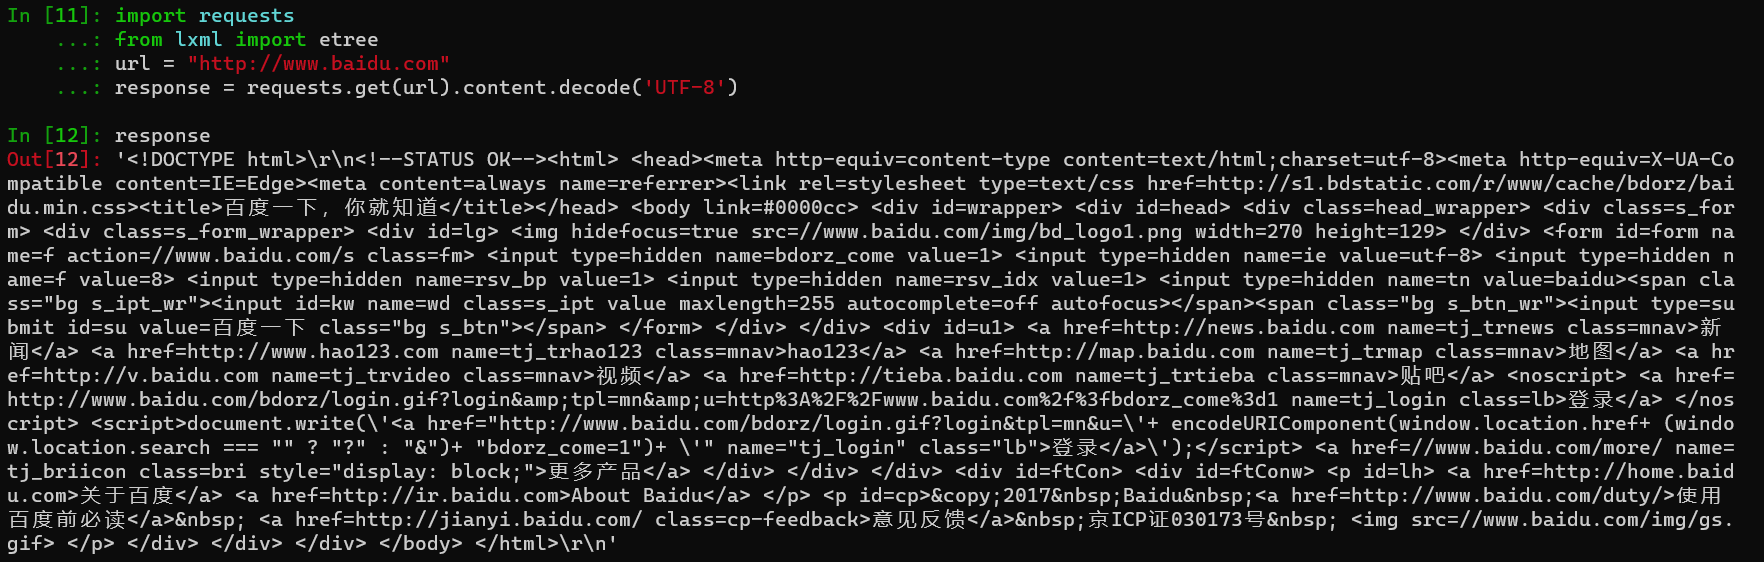 In [11]: import requests
    ...: from lxml import etree
    ...: url = "http://www.baidu.com"
    ...: response = requests.get(url).content.decode('UTF-8')
In [12]: response
Out[12]: '<!DOCTYPE html>\r\n<!--STATUS OK--><html> <head><meta http-equiv=content-type content=text/html;charset=utf-8><meta http-equiv=X-UA-Co
mpatible content=IE=Edge><meta content=always name=referrer><link rel=stylesheet type=text/css href=http://s1.bdstatic.com/r/www/cache/bdorz/bai
du.min.css><title>百度一下，你就知道</title></head> <body link=#0000cc> <div id=wrapper> <div id=head> <div class=head_wrapper> <div class=s_for
m> <div class=s_form_wrapper> <div id=lg> <img hidefocus=true src=//www.baidu.com/img/bd_logo1.png width=270 height=129> </div> <form id=form na
me=f action=//www.baidu.com/s class=fm> <input type=hidden name=bdorz_come value=1> <input type=hidden name=ie value=utf-8> <input type=hidden n
ame=f value=8> <input type=hidden name=rsv_bp value=1> <input type=hidden name=rsv_idx value=1> <input type=hidden name=tn value=baidu><span cla
ss="bg s_ipt_wr"><input id=kw name=wd class=s_ipt value maxlength=255 autocomplete=off autofocus></span><span class="bg s_btn_wr"><input type=su
bmit id=su value=百度一下 class="bg s_btn"></span> </form> </div> </div> <div id=u1> <a href=http://news.baidu.com name=tj_trnews class=mnav>新
闻</a> <a href=http://www.hao123.com name=tj_trhao123 class=mnav>hao123</a> <a href=http://map.baidu.com name=tj_trmap class=mnav>地图</a> <a hr
ef=http://v.baidu.com name=tj_trvideo class=mnav>视频</a> <a href=http://tieba.baidu.com name=tj_trtieba class=mnav>贴吧</a> <noscript> <a href=
http://www.baidu.com/bdorz/login.gif?login&amp;tpl=mn&amp;u=http%3A%2F%2Fwww.baidu.com%2f%3fbdorz_come%3d1 name=tj_login class=lb>登录</a> </nos
cript> <script>document.write(\'<a href="http://www.baidu.com/bdorz/login.gif?login&tpl=mn&u=\'+ encodeURIComponent(window.location.href+ (windo
w.location.search === "" ? "?" : "&")+ "bdorz_come=1")+ \'" name="tj_login" class="lb">登录</a>\');</script> <a href=//www.baidu.com/more/ name=
tj_briicon class=bri style="display: block;">更多产品</a> </div> </div> </div> <div id=ftCon> <div id=ftConw> <p id=lh> <a href=http://home.baid
u.com>关于百度</a> <a href=http://ir.baidu.com>About Baidu</a> </p> <p id=cp>&copy;2017&nbsp;Baidu&nbsp;<a href=http://www.baidu.com/duty/>使用
百度前必读</a>&nbsp; <a href=http://jianyi.baidu.com/ class=cp-feedback>意见反馈</a>&nbsp;京ICP证030173号&nbsp; <img src=//www.baidu.com/img/gs.
gif> </p> </div> </div> </div> </body> </html>\r\n'